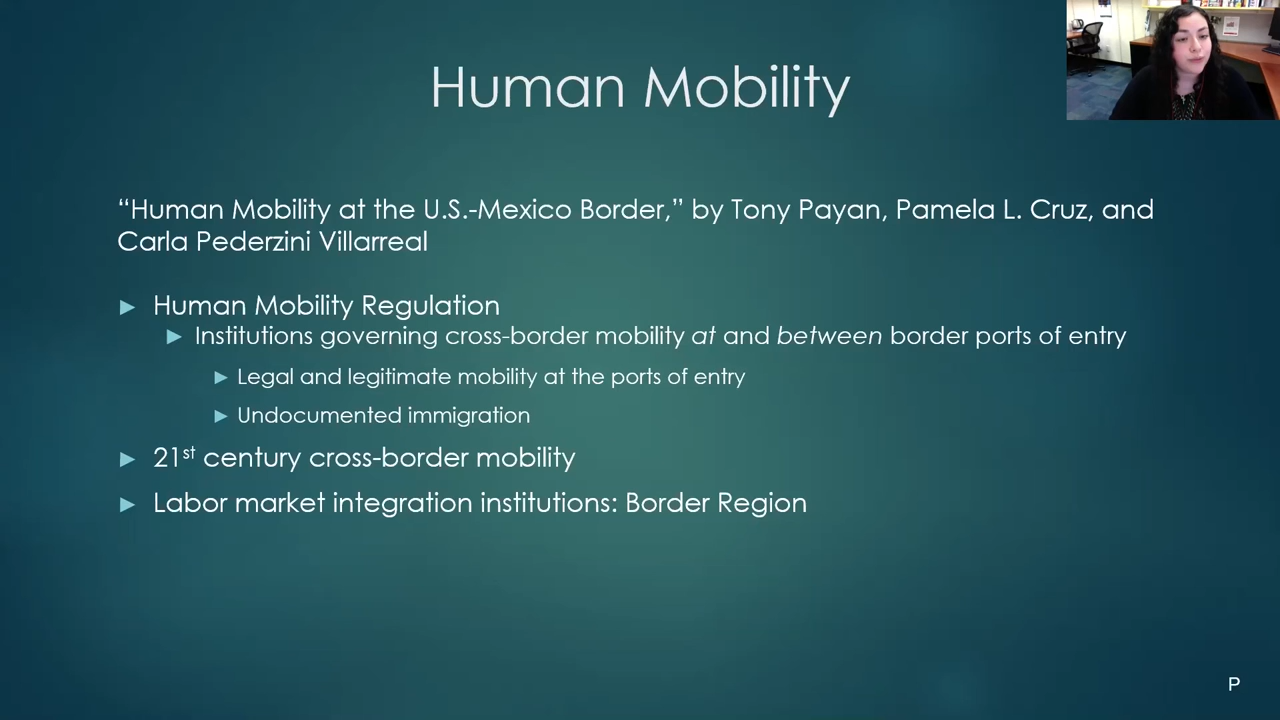 Human Mobility
“Human Mobility at the U.S.-Mexico Border,” by Tony Payan, Pamela L. Cruz, and
Carla Pederzini Villarreal
► Human Mobility Regulation
► Institutions governing cross-border mobility at and between border ports of entry
► Legal and legitimate mobility at the ports of entry
► Undocumented immigration
► 21st century cross-border mobility
► Labor market integration institutions: Border Region
P